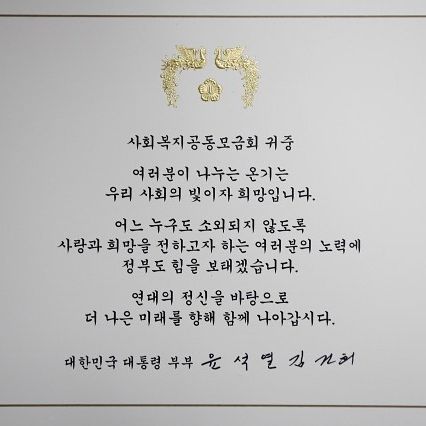 사회복지공동모금회 귀중
여러분이 나누는 온기는
우리 사회의 빛이자 희망입니다.
어느 누구도 소외되지 않도록
사랑과 희망을 전하고자 하는 여러분의 노력에
정부도 힘을 보태겠습니다.
연대의 정신을 바탕으로
더 나은 미래를 향해 함께 나아갑시다.
대한민국 대통령 부부 윤석열 김건희